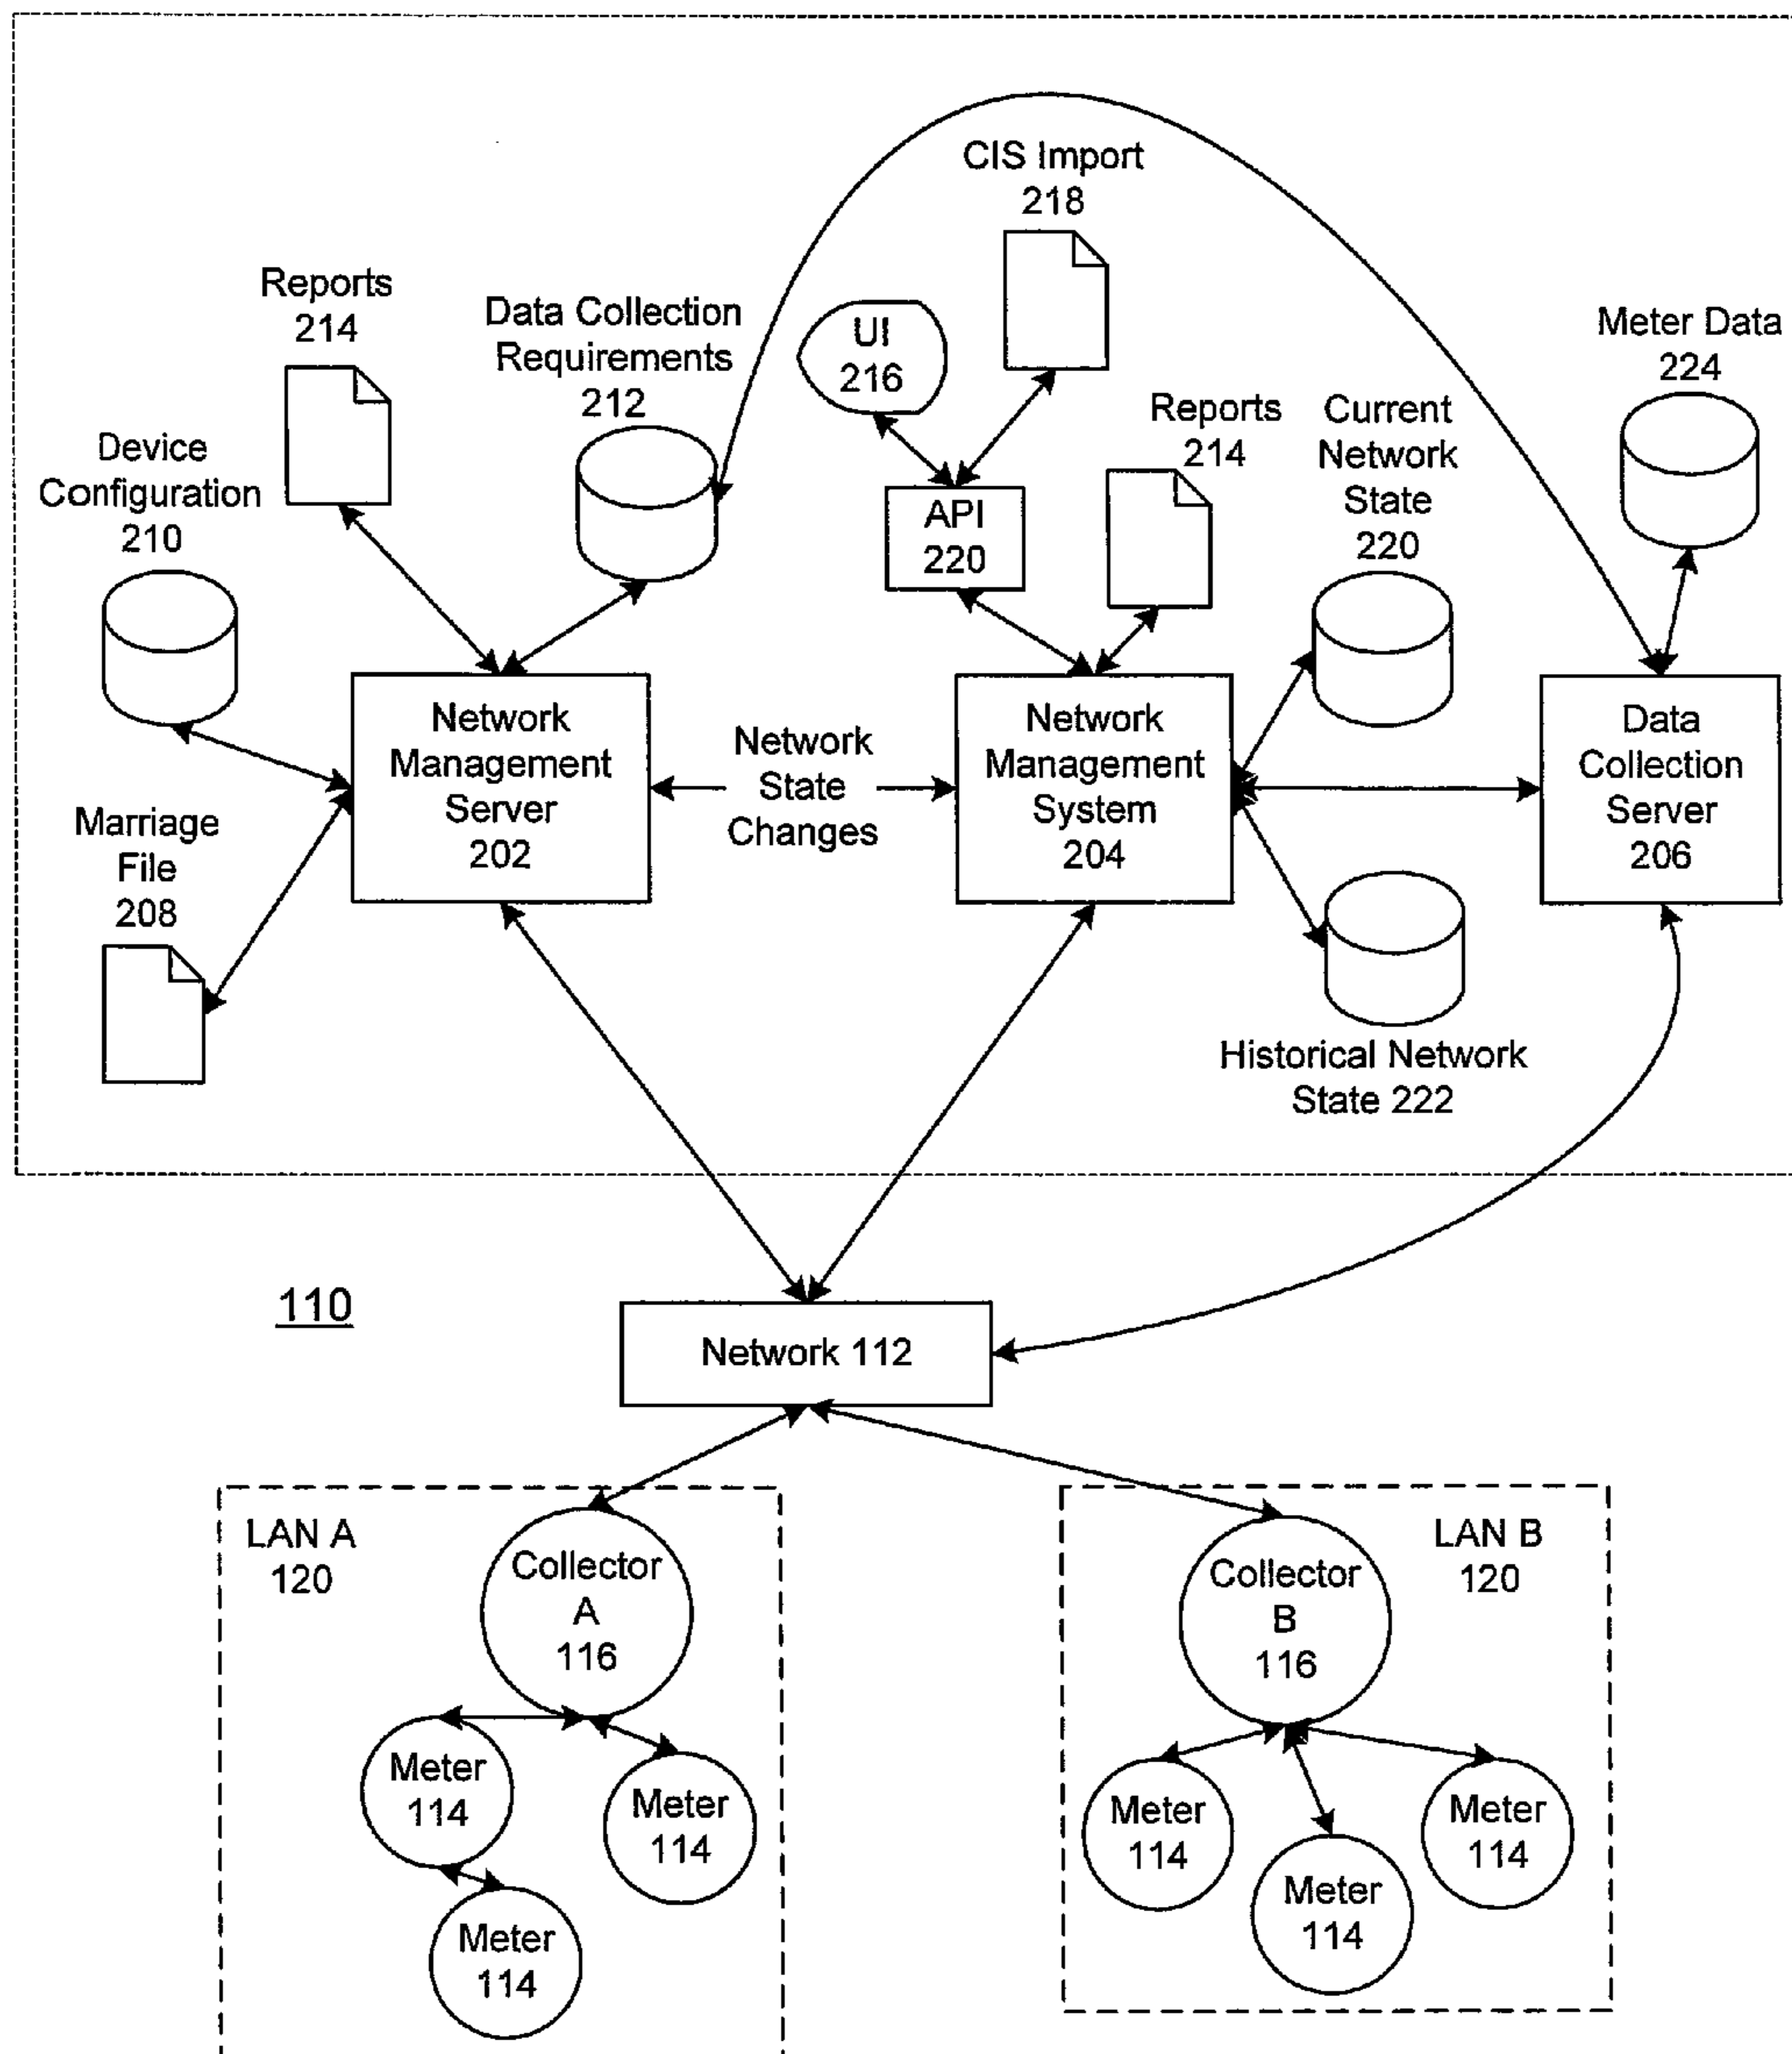 CIS Import
218
Reports
214
Data Collection
Requirements
212
UI
216
Meter Data
224
Reports
214
Current
Network
State
220
Device
Configuration
210
API
220
Network
Management
Server
202
Network
State
Changes
Network
Management
System
204
Data
Collection
Server
206
Marriage
File
208
Historical Network
State 222
110
Network 112
LAN A
120
Collector
A
116
LAN B
120
Collector
B
116
Meter
114
Meter
114
Meter
114
Meter
114
Meter
114
Meter
114